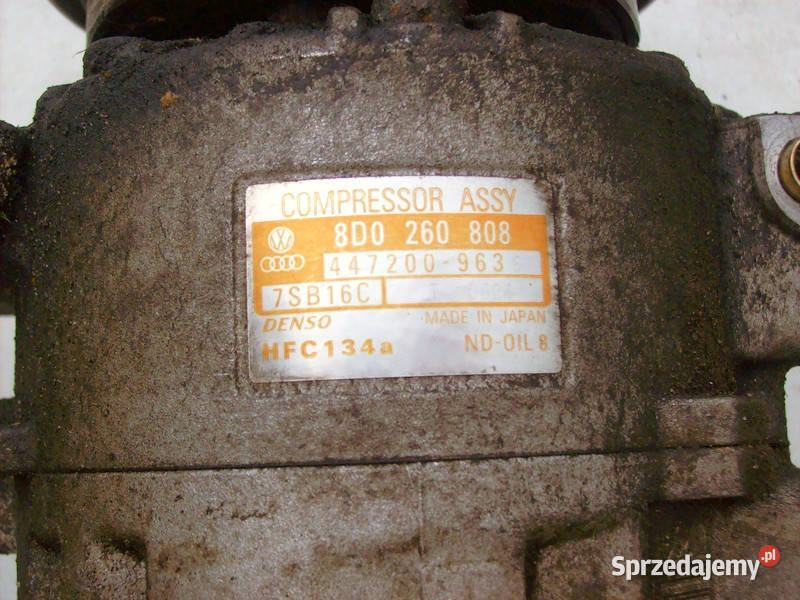 COMPRESSOR ASSY
8D0 260 808
447200-963
7SB16C
DENSO MADE IN JAPAN
HFC134a ND-OIL 8
Sprzedajemy.pl